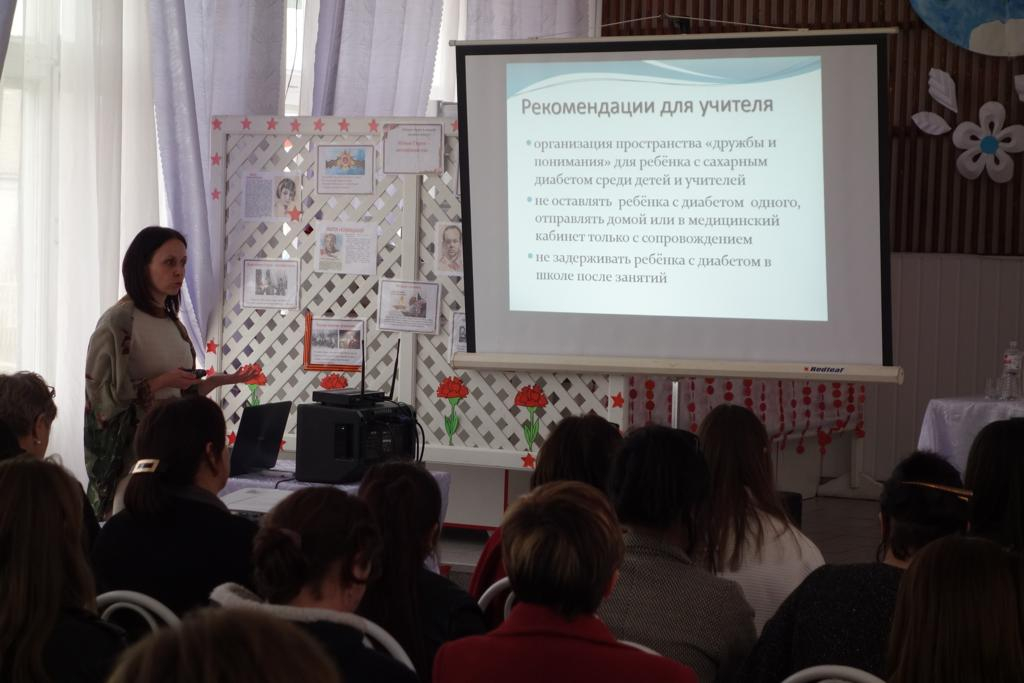 Рекомендации для учителя
• организация пространства «дружбы и
понимания» для ребёнка с сахарным
диабетом среди детей и учителей
• не оставлять ребёнка с диабетом одного,
отправлять домой или в медицинский
кабинет только с сопровождением
• не задерживать ребёнка с диабетом в
школе после занятий
Redleaf